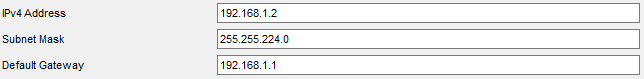 IPv4 Address 192.168.1.2
Subnet Mask 255.255.224.0
Default Gateway 192.168.1.1